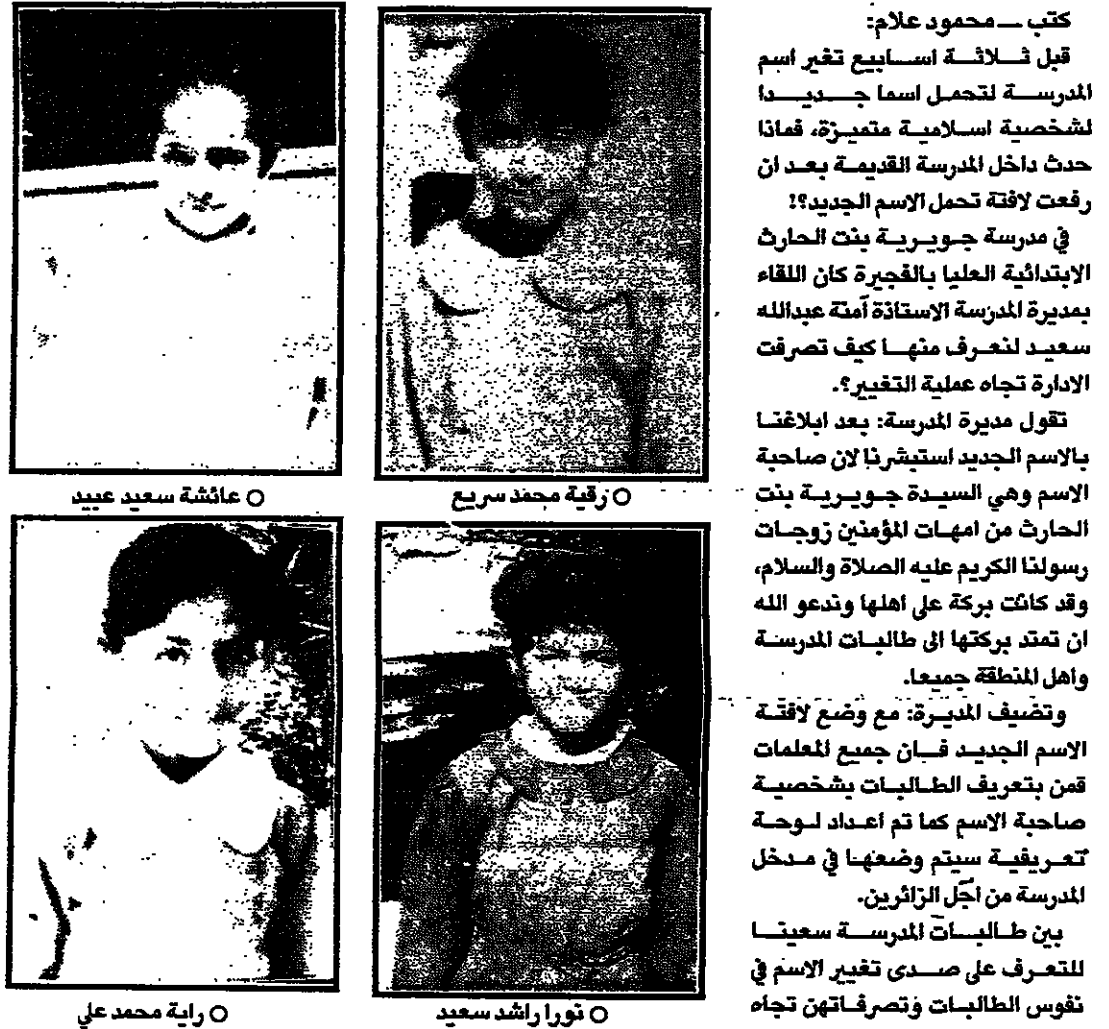 كتب ــ محمود علام:
قبل ثلاثة اسابيع تغير اسم
المدرسة لتحمل اسما جديدا
لشخصية اسلامية متميزة، فماذا
حدث داخل المدرسة القديمة بعد ان
رفعت لافتة تحمل الاسم الجديد؟!
في مدرسة جويرية بنت الحارث
الابتدائية العليا بالفجيرة كان اللقاء
بمديرة المدرسة الاستاذة آمنة عبدالله
سعيد لنعرف منها كيف تصرفت
الادارة تجاه عملية التغيير؟.
تقول مديرة المدرسة: بعد ابلاغنا
بالاسم الجديد استبشرنا لان صاحبة
الاسم وهي السيدة جويرية بنت
الحارث من امهات المؤمنين زوجات
رسولنا الكريم عليه الصلاة والسلام،
وقد كانت بركة على اهلها وندعو الله
ان تمتد بركتها الى طالبات المدرسة
وأهل المنطقة جميعا.
وتضيف المديرة: مع وضع لافتة
الاسم الجديد فان جميع المعلمات
قمن بتعريف الطالبات بشخصية
صاحبة الاسم كما تم اعداد لوحة
تعريفية سيتم وضعها في مدخل
المدرسة من اجل الزائرين.
بين طالبات المدرسة سعينا
للتعرف على صدى تغيير الاسم في
نفوس الطالبات وتصرفاتهن تجاه
○ رقية محمد سريع
○ عائشة سعيد عبيد
○ نورا راشد سعيد
○ راية محمد علي